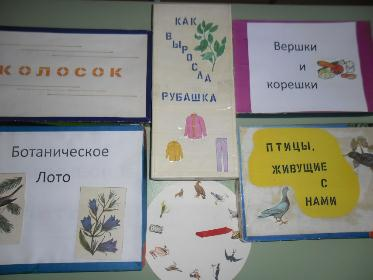 КОЛОСОК
КАК
ВЫРОСЛА
РУБАШКА
Вершки
и
корешки
Ботаническое
Лото
ПТИЦЫ,
ЖИВУЩИЕ
С
НАМИ